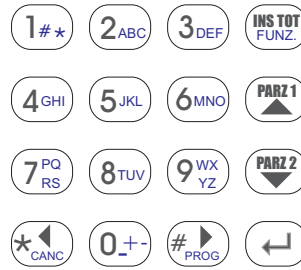 1#* 2ABC 3DEF INS TOT
FUNZ.
4GHI 5JKL 6MNO PARZ 1
7PQ 8TUV 9WX PARZ 2
RS YZ
* 0_+- #
CANC PROG